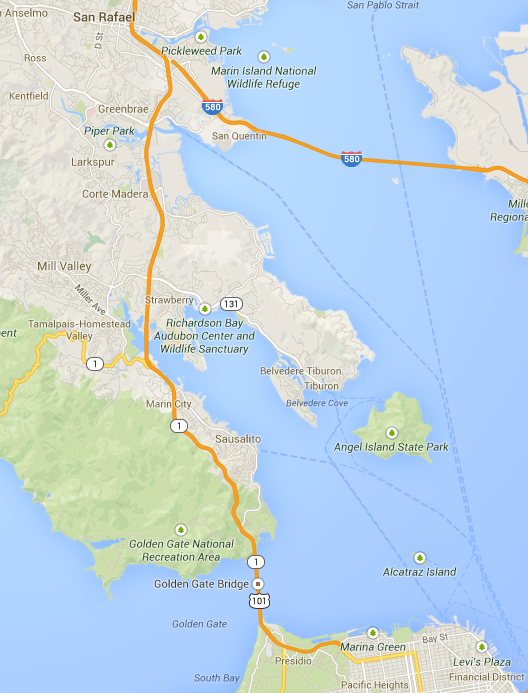 San Pablo Strait
n Anselmo
San Rafael
D St
Pickleweed Park
Ross
Marin Island National
Wildlife Refuge
Kentfield
Greenbrae
580
Piper Park
San Quentin
580
Larkspur
Corte Madera
Mille
Regiona
Mill Valley
Miller Ave
Strawberry
131
Richardson Bay
Audubon Center and
Wildlife Sanctuary
Tamalpais-Homestead
Valley
ent
1
Belvedere Tiburon
Tiburon
Belvedere Cove
Marin City
1
Sausalito
Angel Island State Park
Golden Gate National
Recreation Area
1
Alcatraz Island
Golden Gate Bridge
101
Golden Gate
Marina Green
Bay St
Presidio
Levi's Plaza
South Bay
Financial District
Pacific Heights